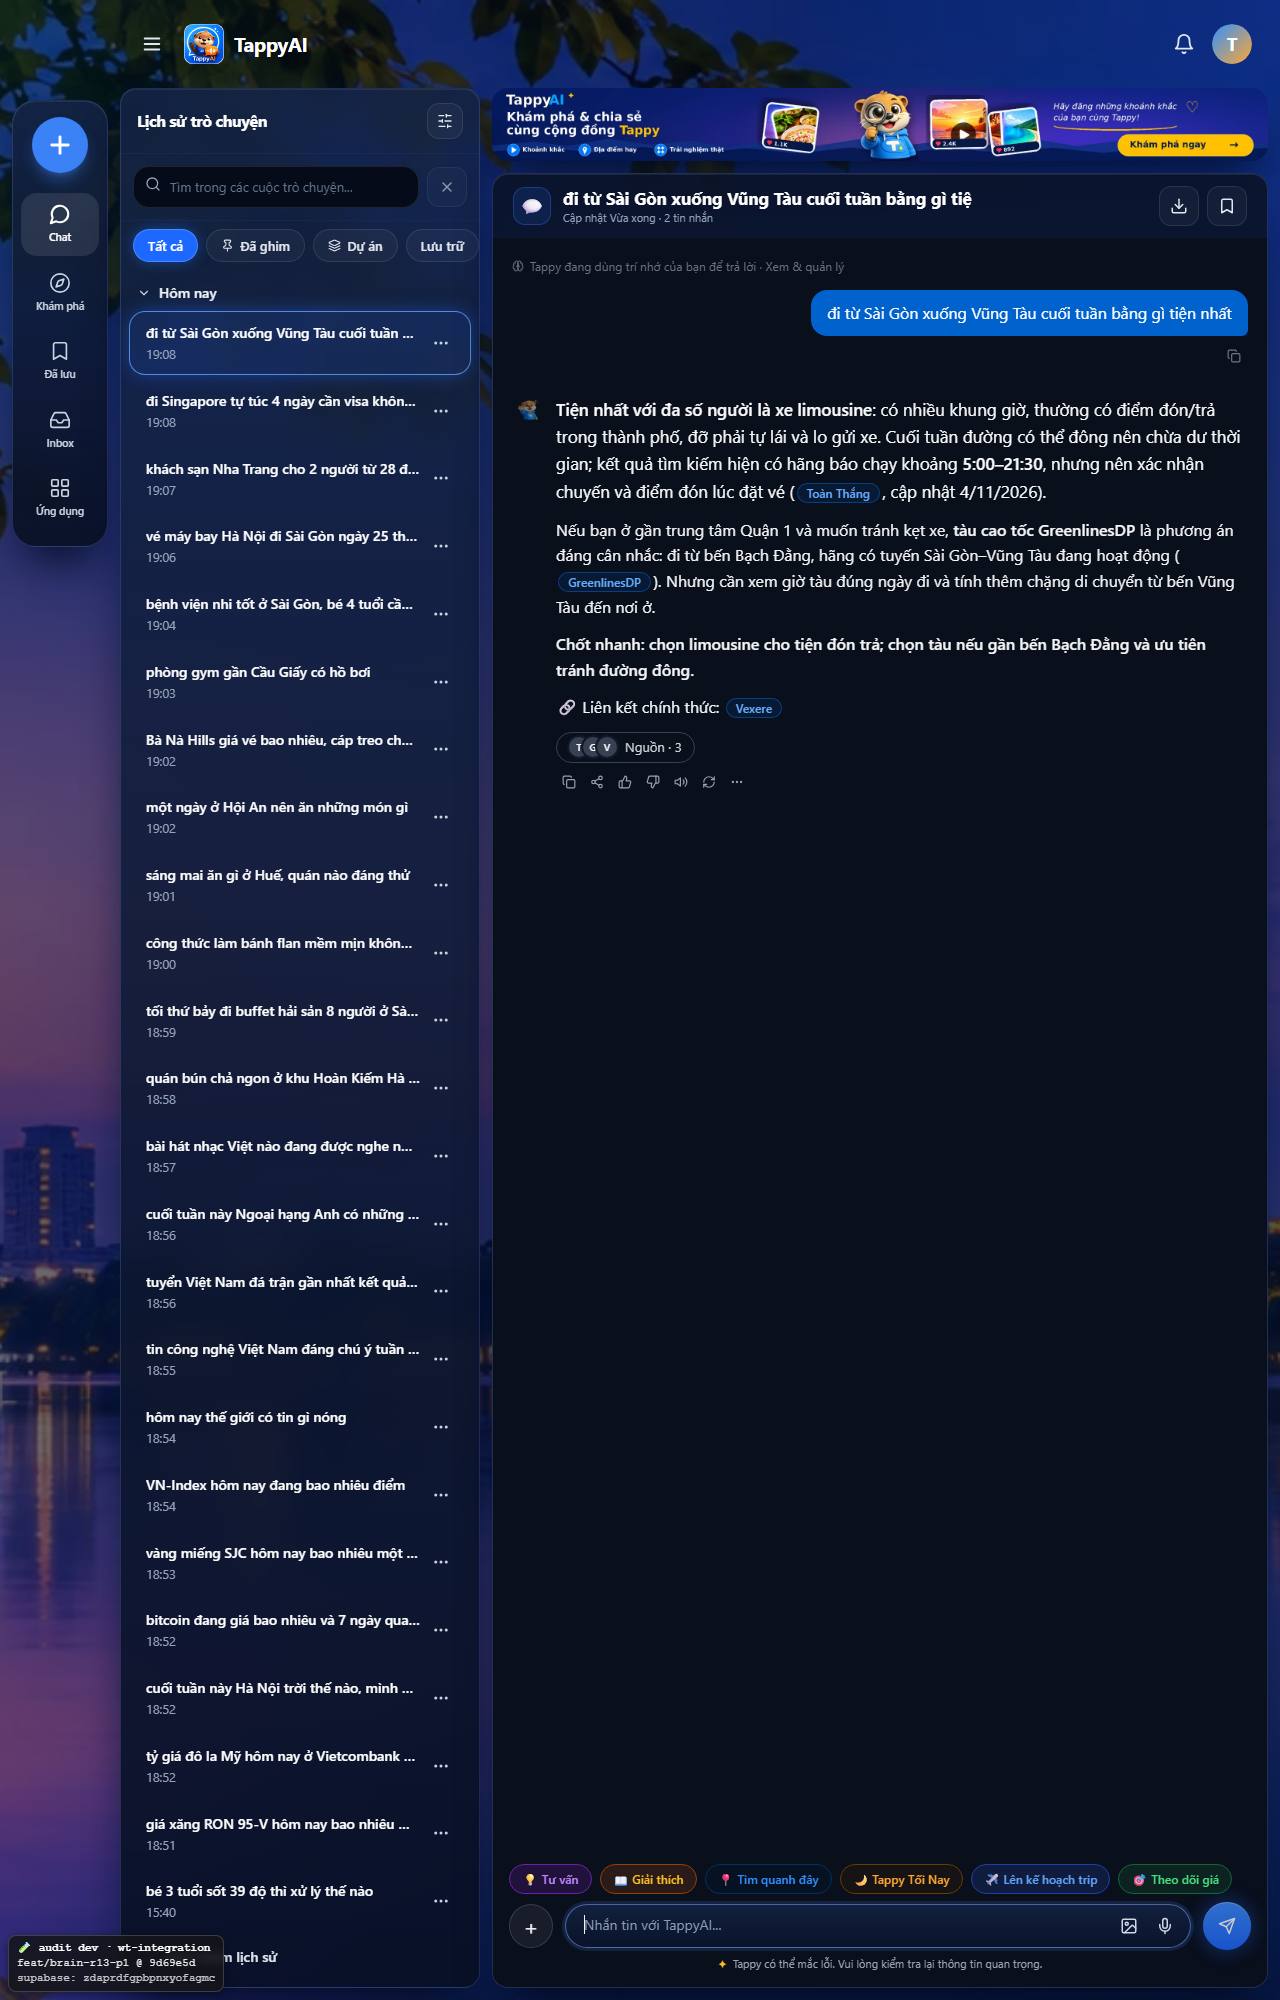 TappyAI
T
Lịch sử trò chuyện
Tìm trong các cuộc trò chuyện...
Tất cả
Đã ghim
Dự án
Lưu trữ
Chat
Khám phá
Đã lưu
Inbox
Ứng dụng
Hôm nay
đi từ Sài Gòn xuống Vũng Tàu cuối tuần ...
19:08
đi Singapore tự túc 4 ngày cần visa khôn...
19:08
khách sạn Nha Trang cho 2 người từ 28 đ...
19:07
vé máy bay Hà Nội đi Sài Gòn ngày 25 th...
19:06
bệnh viện nhi tốt ở Sài Gòn, bé 4 tuổi cầ...
19:04
phòng gym gần Cầu Giấy có hồ bơi
19:03
Bà Nà Hills giá vé bao nhiêu, cáp treo ch...
19:02
một ngày ở Hội An nên ăn những món gì
19:02
sáng mai ăn gì ở Huế, quán nào đáng thử
19:01
công thức làm bánh flan mềm mịn khôn...
19:00
tối thứ bảy đi buffet hải sản 8 người ở Sà...
18:59
quán bún chả ngon ở khu Hoàn Kiếm Hà ...
18:58
bài hát nhạc Việt nào đang được nghe n...
18:57
cuối tuần này Ngoại hạng Anh có những ...
18:56
tuyển Việt Nam đá trận gần nhất kết quả...
18:56
tin công nghệ Việt Nam đáng chú ý tuần ...
18:55
hôm nay thế giới có tin gì nóng
18:54
VN-Index hôm nay đang bao nhiêu điểm
18:54
vàng miếng SJC hôm nay bao nhiêu một ...
18:53
bitcoin đang giá bao nhiêu và 7 ngày qua...
18:52
cuối tuần này Hà Nội trời thế nào, mình ...
18:52
tỷ giá đô la Mỹ hôm nay ở Vietcombank ...
18:52
giá xăng RON 95-V hôm nay bao nhiêu ...
18:51
bé 3 tuổi sốt 39 độ thì xử lý thế nào
15:40
lịch sử
audit dev · wt-integration
feat/brain-r13-p1 @ 9d69e5d
supabase: zdaprdfgpbpnxyofagmc
TappyAI
Khám phá & chia sẻ
cùng cộng đồng Tappy
Khoảnh khắc
Địa điểm hay
Trải nghiệm thật
1.1K
2.4K
892
Hãy đăng những khoảnh khắc
của bạn cùng Tappy!
Khám phá ngay →
đi từ Sài Gòn xuống Vũng Tàu cuối tuần bằng gì tiệ
Cập nhật Vừa xong · 2 tin nhắn
Tappy đang dùng trí nhớ của bạn để trả lời · Xem & quản lý
đi từ Sài Gòn xuống Vũng Tàu cuối tuần bằng gì tiện nhất
Tiện nhất với đa số người là xe limousine: có nhiều khung giờ, thường có điểm đón/trả
trong thành phố, đỡ phải tự lái và lo gửi xe. Cuối tuần đường có thể đông nên chừa dư thời
gian; kết quả tìm kiếm hiện có hãng báo chạy khoảng 5:00–21:30, nhưng nên xác nhận
chuyến và điểm đón lúc đặt vé ( Toàn Thắng , cập nhật 4/11/2026).
Nếu bạn ở gần trung tâm Quận 1 và muốn tránh kẹt xe, tàu cao tốc GreenlinesDP là phương án
đáng cân nhắc: đi từ bến Bạch Đằng, hãng có tuyến Sài Gòn–Vũng Tàu đang hoạt động (
GreenlinesDP ). Nhưng cần xem giờ tàu đúng ngày đi và tính thêm chặng di chuyển từ bến Vũng
Tàu đến nơi ở.
Chốt nhanh: chọn limousine cho tiện đón trả; chọn tàu nếu gần bến Bạch Đằng và ưu tiên
tránh đường đông.
Liên kết chính thức: Vexere
T G V Nguồn · 3
Tư vấn
Giải thích
Tìm quanh đây
Tappy Tối Nay
Lên kế hoạch trip
Theo dõi giá
Nhắn tin với TappyAI...
Tappy có thể mắc lỗi. Vui lòng kiểm tra lại thông tin quan trọng.